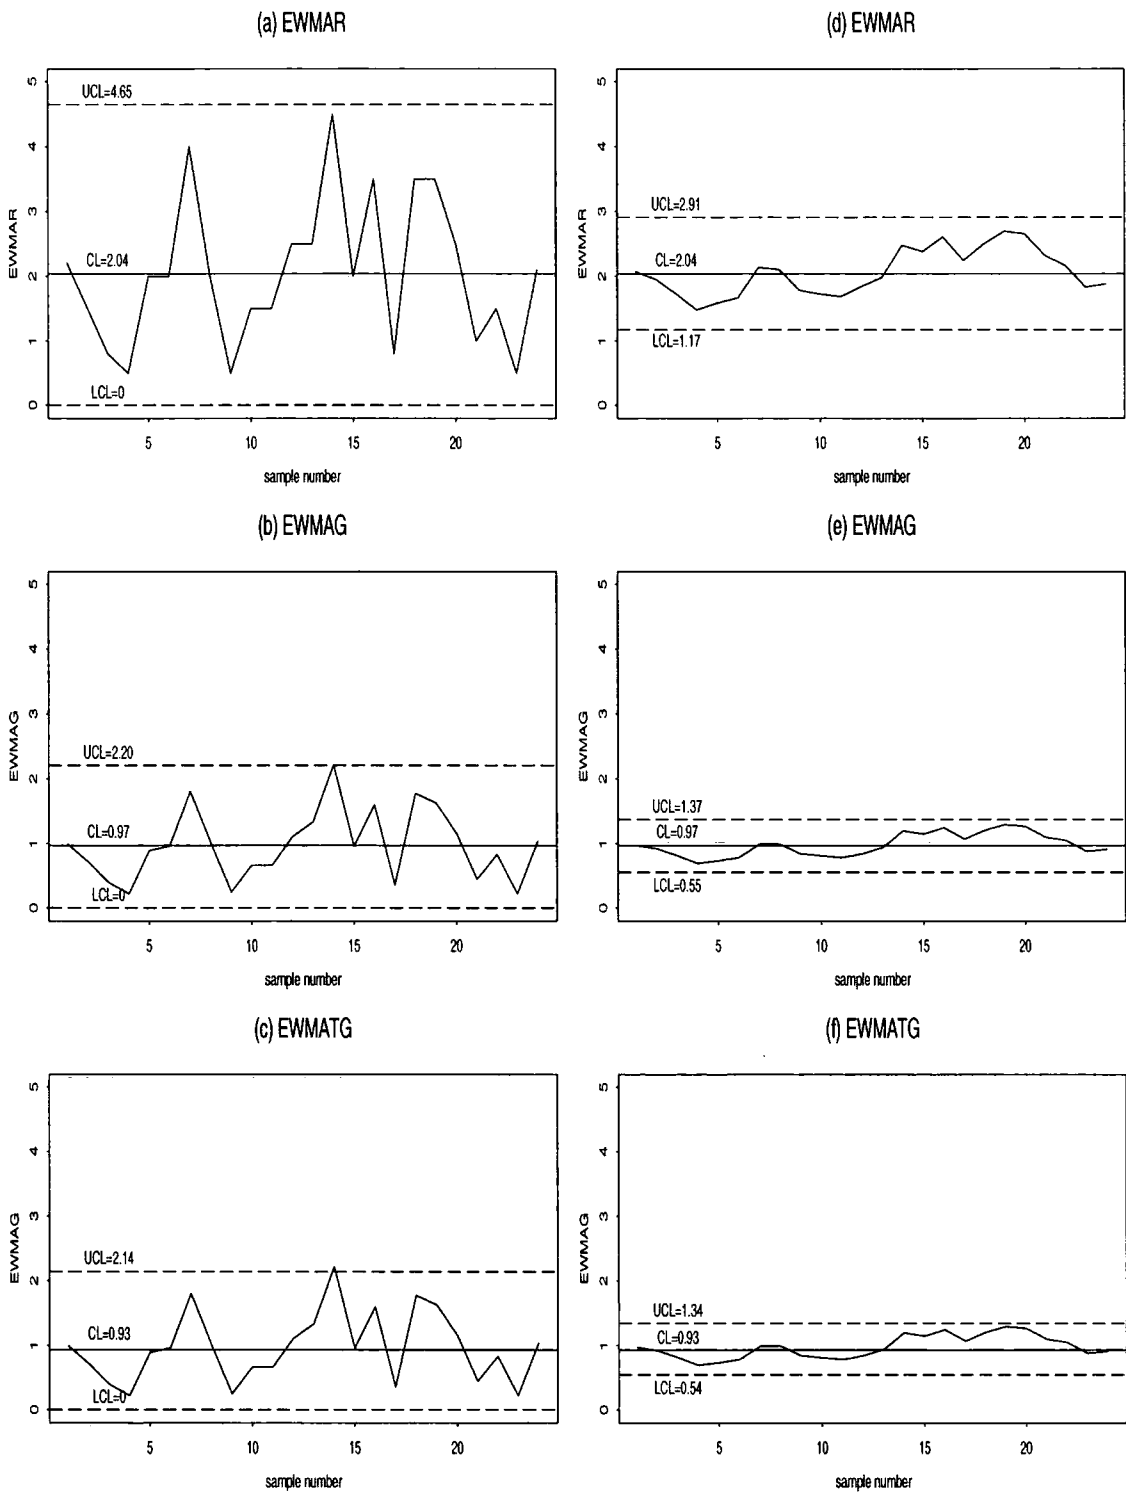 (a) EWMAR
EWMAR
5
4
3
2
1
0
UCL=4.65
CL=2.04
LCL=0
5 10 15 20
sample number
(d) EWMAR
EWMAR
5
4
3
2
1
0
UCL=2.91
CL=2.04
LCL=1.17
5 10 15 20
sample number
(b) EWMAG
EWMAG
5
4
3
2
1
0
UCL=2.20
CL=0.97
LCL=0
5 10 15 20
sample number
(e) EWMAG
EWMAG
5
4
3
2
1
0
UCL=1.37
CL=0.97
LCL=0.55
5 10 15 20
sample number
(c) EWMATG
EWMAG
5
4
3
2
1
0
UCL=2.14
CL=0.93
LCL=0
5 10 15 20
sample number
(f) EWMATG
EWMAG
5
4
3
2
1
0
UCL=1.34
CL=0.93
LCL=0.54
5 10 15 20
sample number